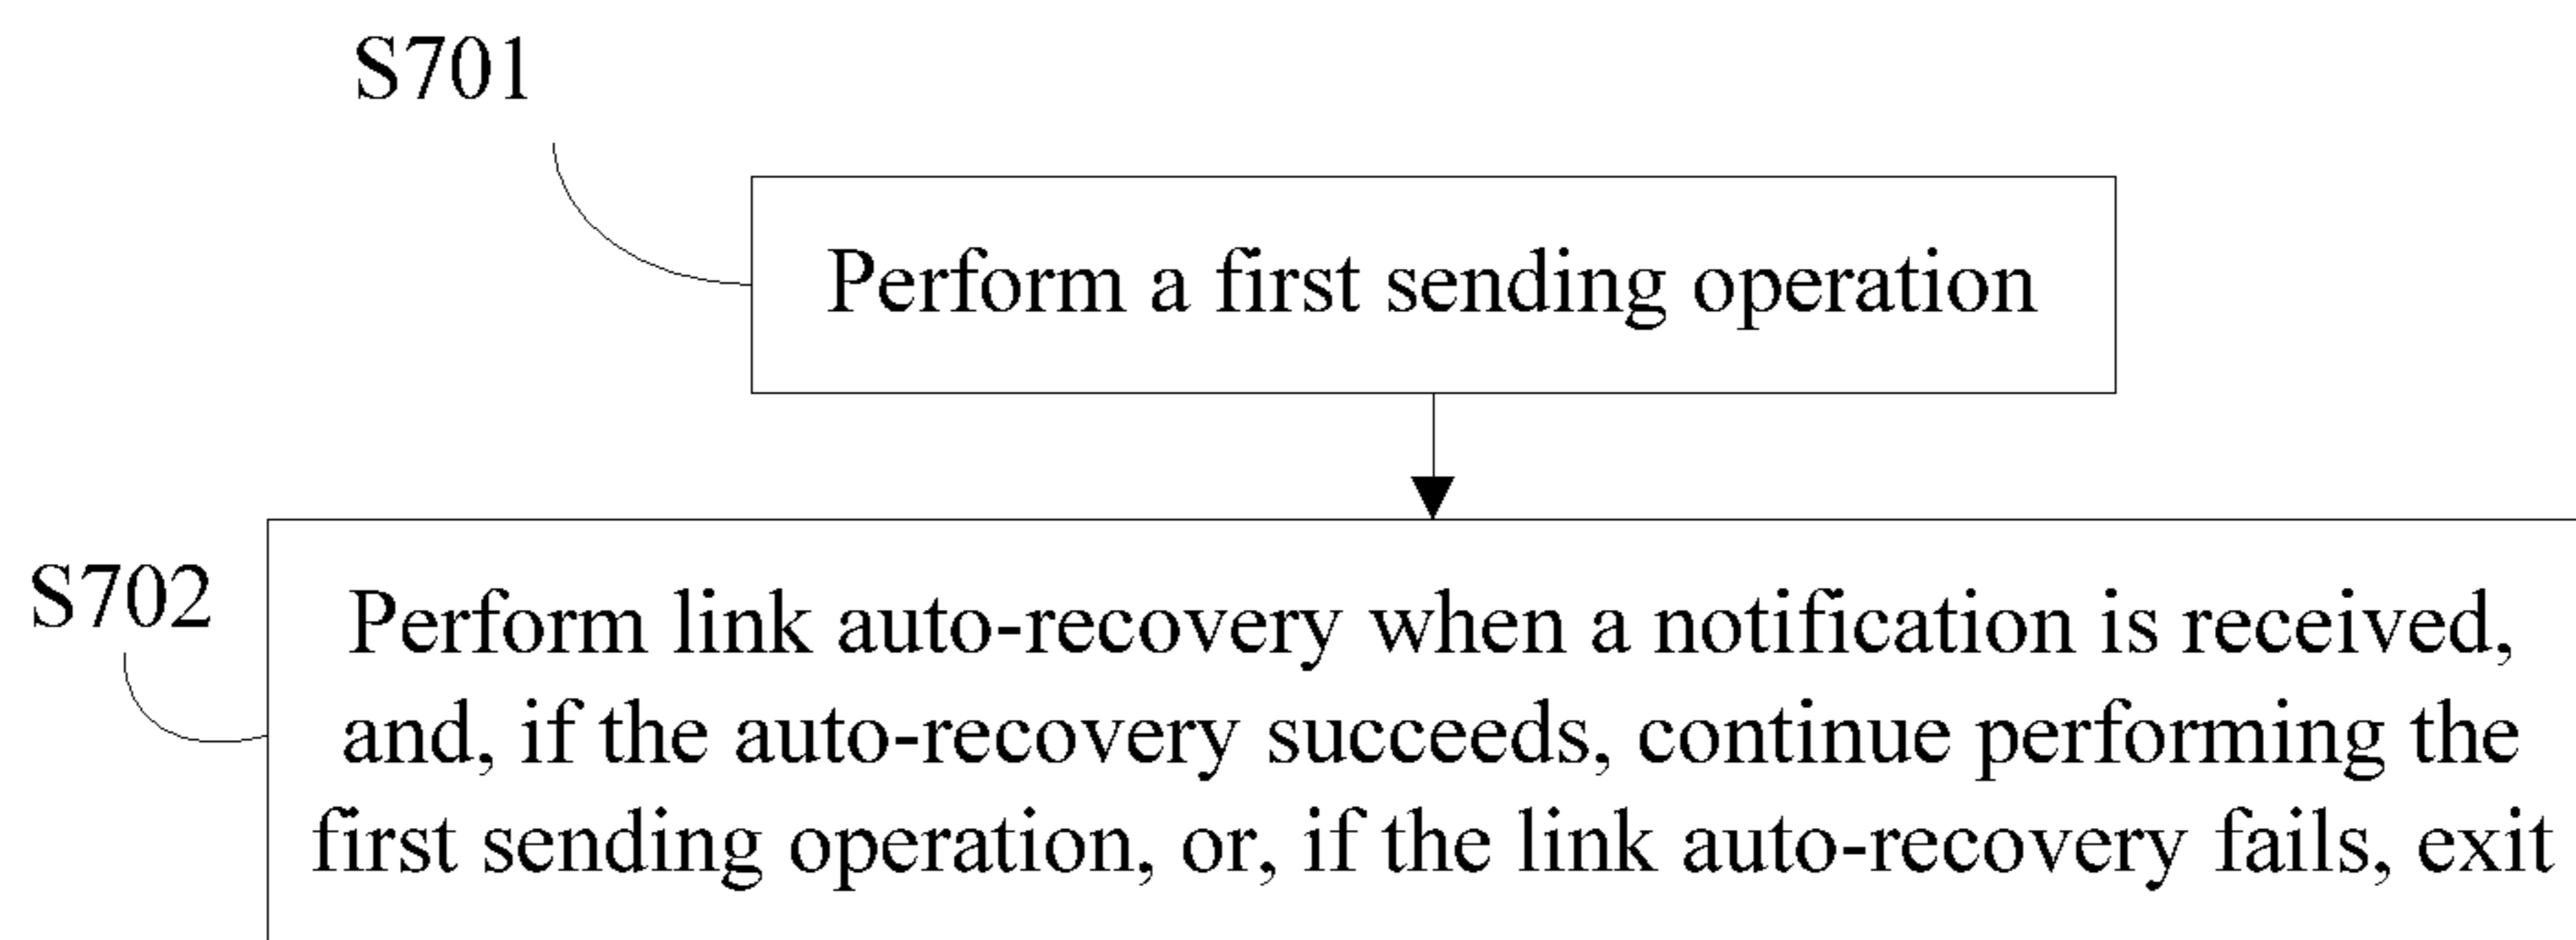 S701
Perform a first sending operation
S702
Perform link auto-recovery when a notification is received,
and, if the auto-recovery succeeds, continue performing the
first sending operation, or, if the link auto-recovery fails, exit